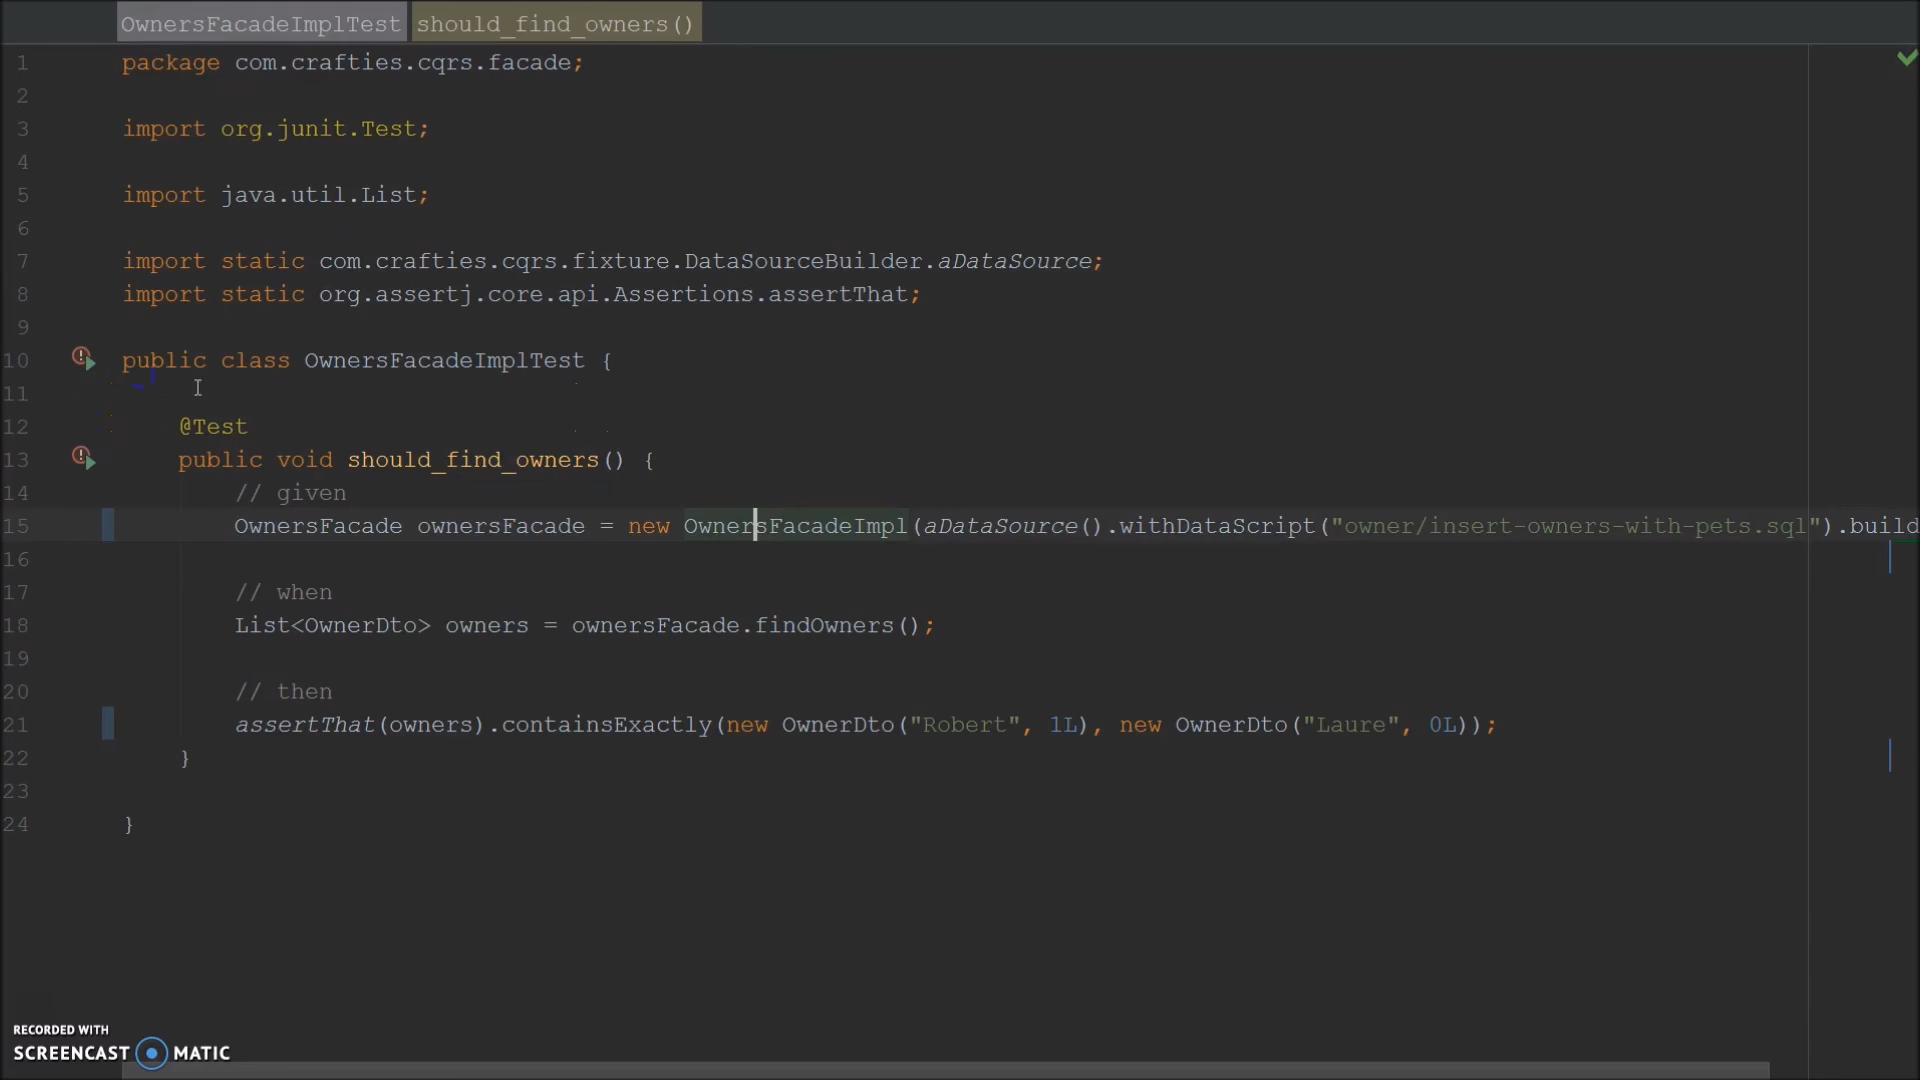 OwnersFacadeImplTest should_find_owners()
1 package com.crafties.cqrs.facade;
2
3 import org.junit.Test;
4
5 import java.util.List;
6
7 import static com.crafties.cqrs.fixture.DataSourceBuilder.aDataSource;
8 import static org.assertj.core.api.Assertions.assertThat;
9
10 public class OwnersFacadeImplTest {
11
12 @Test
13 public void should_find_owners() {
14 // given
15 OwnersFacade ownersFacade = new OwnersFacadeImpl(aDataSource().withDataScript("owner/insert-owners-with-pets.sql").build
16
17 // when
18 List<OwnerDto> owners = ownersFacade.findOwners();
19
20 // then
21 assertThat(owners).containsExactly(new OwnerDto("Robert", 1L), new OwnerDto("Laure", 0L));
22 }
23
24 }
RECORDED WITH
SCREENCAST MATIC